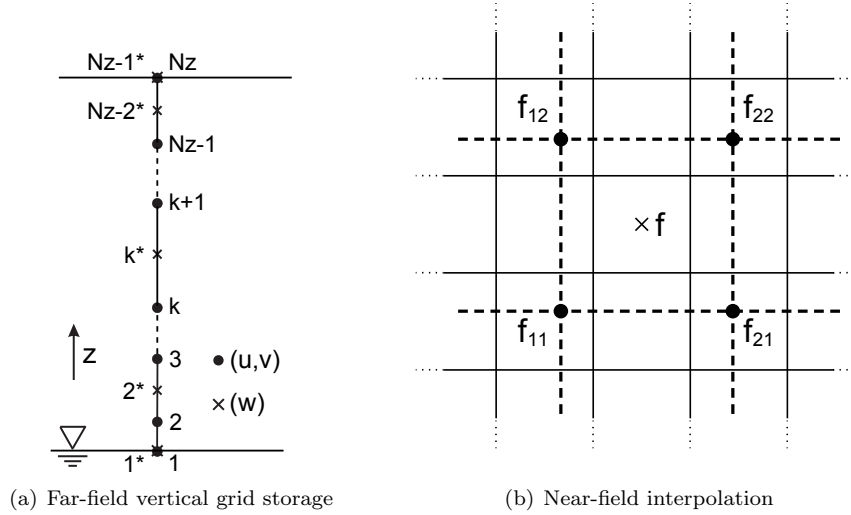 Nz-1* Nz
Nz-2*
Nz-1
k+1
k*
k
3
2*
2
1* 1
z
(u,v)
(w)
(a) Far-field vertical grid storage
f12 f22
f
f11 f21
(b) Near-field interpolation